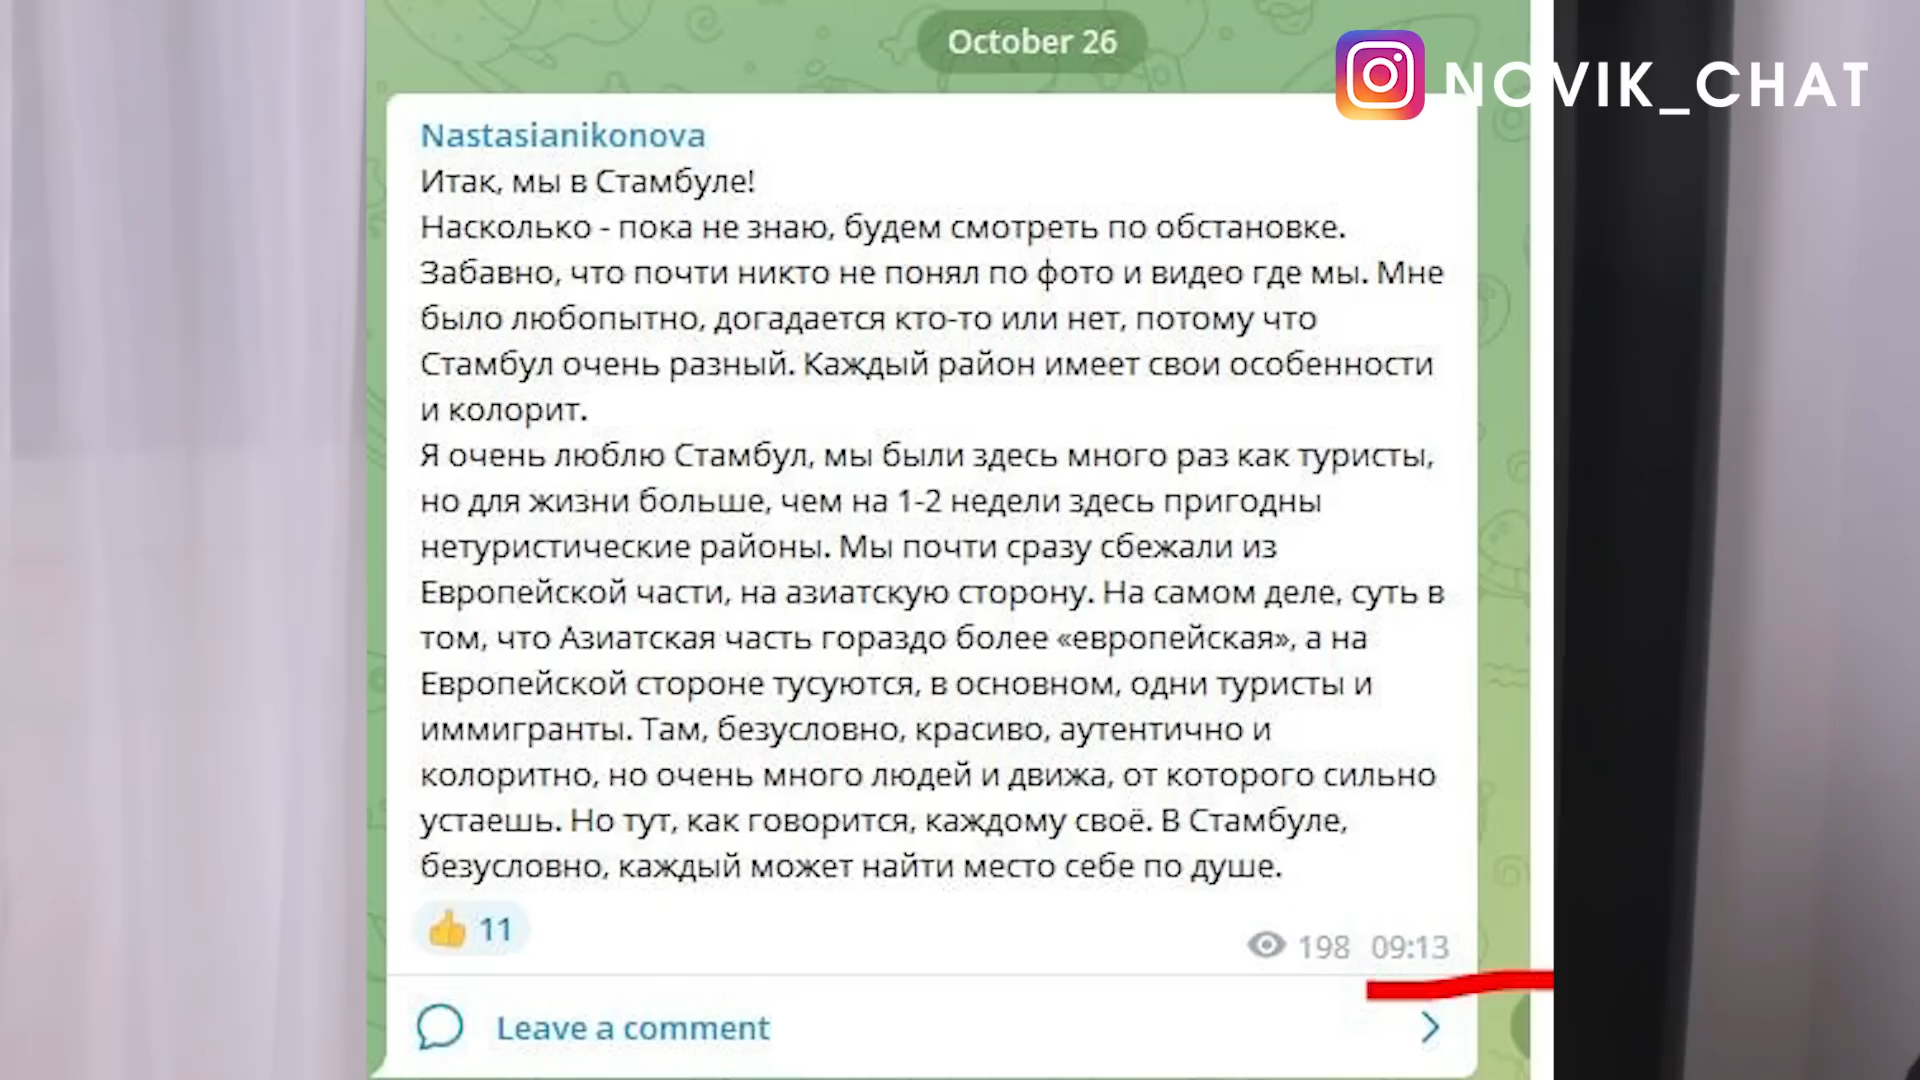 October 26
NOVIK_CHAT
Nastasianikonova
Итак, мы в Стамбуле!
Насколько - пока не знаю, будем смотреть по обстановке.
Забавно, что почти никто не понял по фото и видео где мы. Мне
было любопытно, догадается кто-то или нет, потому что
Стамбул очень разный. Каждый район имеет свои особенности
и колорит.
Я очень люблю Стамбул, мы были здесь много раз как туристы,
но для жизни больше, чем на 1-2 недели здесь пригодны
нетуристические районы. Мы почти сразу сбежали из
Европейской части, на азиатскую сторону. На самом деле, суть в
том, что Азиатская часть гораздо более «европейская», а на
Европейской стороне тусуются, в основном, одни туристы и
иммигранты. Там, безусловно, красиво, аутентично и
колоритно, но очень много людей и движа, от которого сильно
устаешь. Но тут, как говорится, каждому своё. В Стамбуле,
безусловно, каждый может найти место себе по душе.
11
198 09:13
Leave a comment